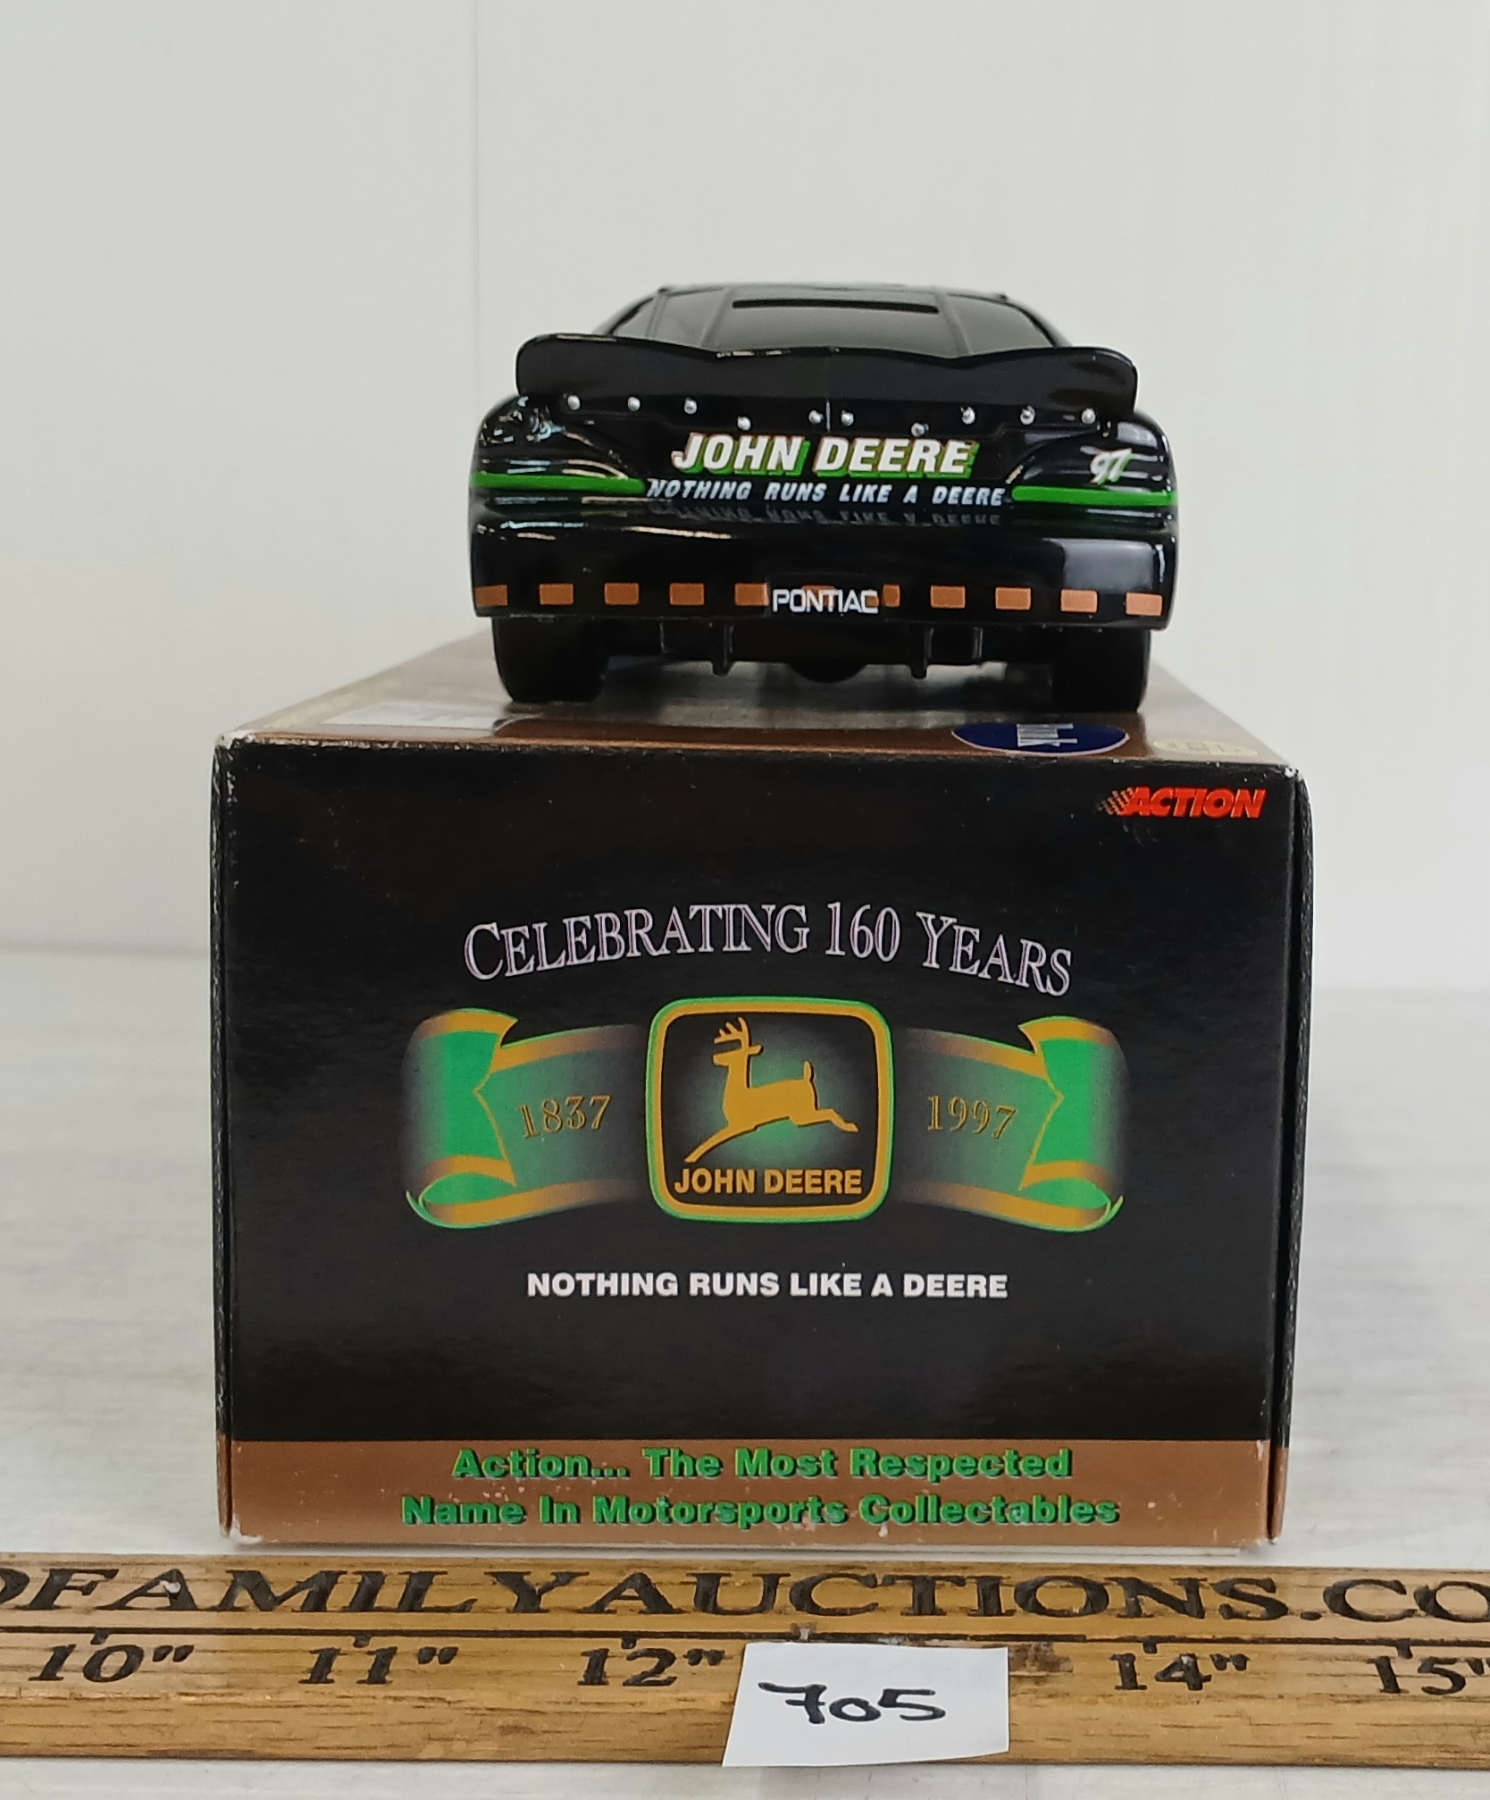 JOHN DEERE
97
NOTHING RUNS LIKE A DEERE
PONTIAC
ACTION
CELEBRATING 160 YEARS
1837
1997
JOHN DEERE
NOTHING RUNS LIKE A DEERE
Action... The Most Respected
Name In Motorsports Collectables
FAMILYAUCTIONS.CO
10" 11" 12" 14" 15"
705